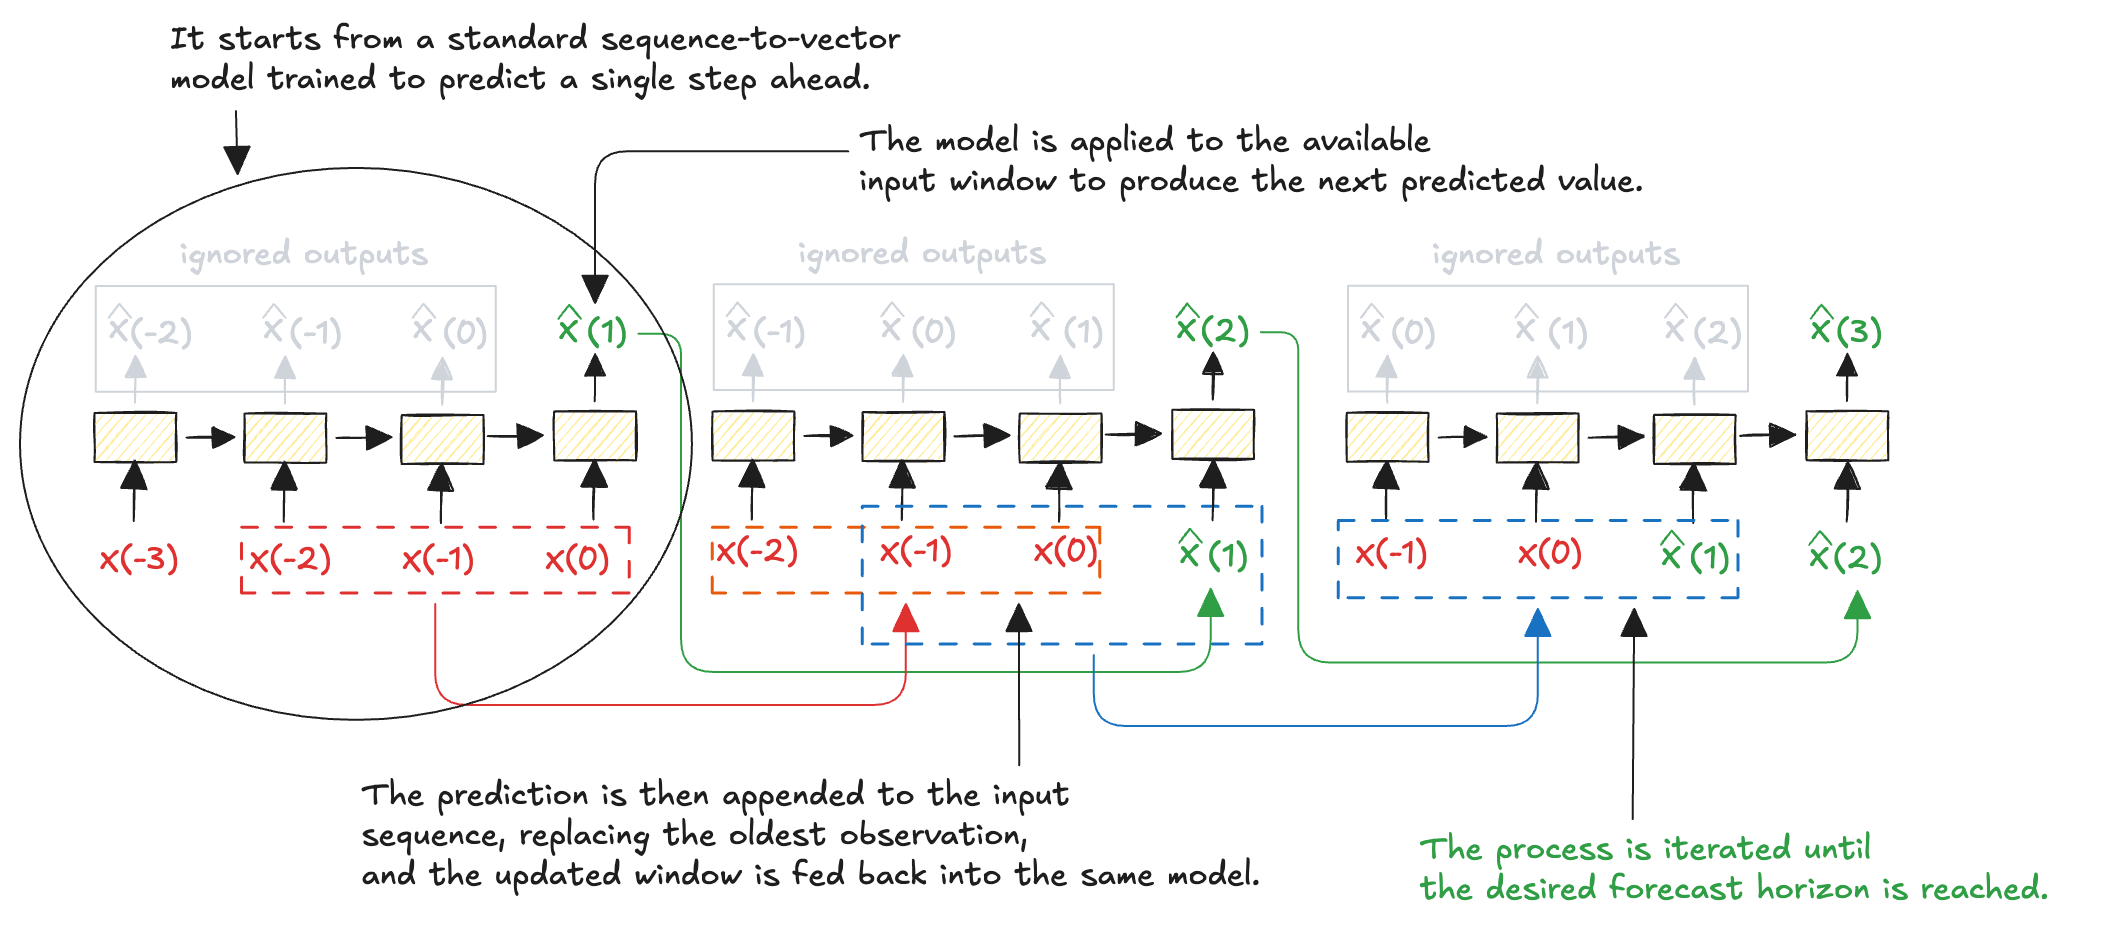 It starts from a standard sequence-to-vector
model trained to predict a single step ahead.
The model is applied to the available
input window to produce the next predicted value.
ignored outputs
ignored outputs
ignored outputs
x̂(-2) x̂(-1) x̂(0) x̂(1)
x̂(-1) x̂(0) x̂(1) x̂(2)
x̂(0) x̂(1) x̂(2) x̂(3)
x(-3) x(-2) x(-1) x(0)
x(-2) x(-1) x(0) x̂(1)
x(-1) x(0) x̂(1) x̂(2)
The prediction is then appended to the input
sequence, replacing the oldest observation,
and the updated window is fed back into the same model.
The process is iterated until
the desired forecast horizon is reached.